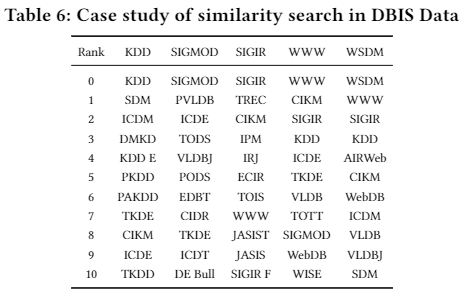 Table 6: Case study of similarity search in DBIS Data
Rank KDD SIGMOD SIGIR WWW WSDM
0 KDD SIGMOD SIGIR WWW WSDM
1 SDM PVLDB TREC CIKM WWW
2 ICDM ICDE CIKM SIGIR SIGIR
3 DMKD TODS IPM KDD KDD
4 KDD E VLDBJ IRJ ICDE AIRWeb
5 PKDD PODS ECIR TKDE CIKM
6 PAKDD EDBT TOIS VLDB WebDB
7 TKDE CIDR WWW TOTT ICDM
8 CIKM TKDE JASIST SIGMOD VLDB
9 ICDE ICDT JASIS WebDB VLDBJ
10 TKDD DE Bull SIGIR F WISE SDM